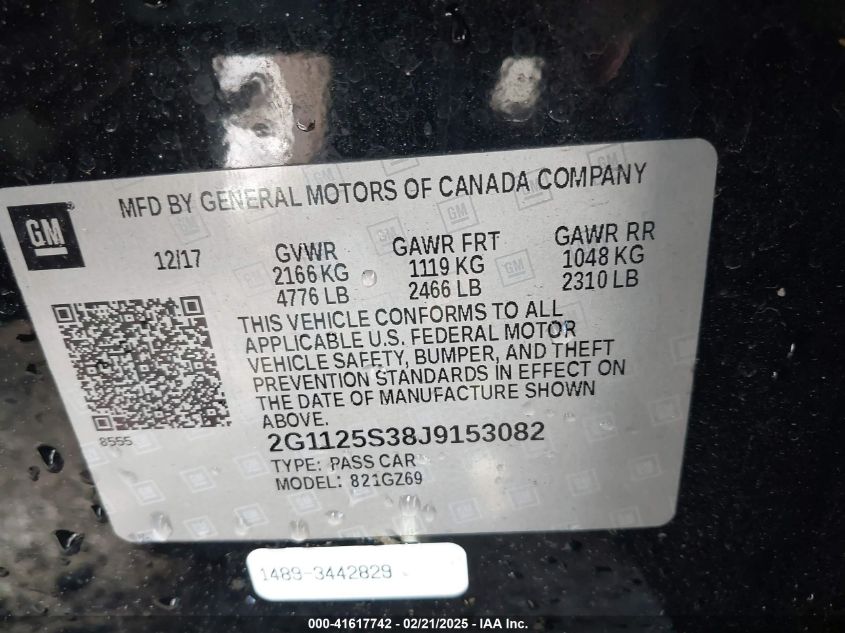 MFD BY GENERAL MOTORS OF CANADA COMPANY
GM
12/17
GVWR
2166 KG
4776 LB
GAWR FRT
1119 KG
2466 LB
GAWR RR
1048 KG
2310 LB
THIS VEHICLE CONFORMS TO ALL
APPLICABLE U.S. FEDERAL MOTOR
VEHICLE SAFETY, BUMPER, AND THEFT
PREVENTION STANDARDS IN EFFECT ON
THE DATE OF MANUFACTURE SHOWN
ABOVE.
8555
2G1125S38J9153082
TYPE: PASS CAR
MODEL: 821GZ69
1489-3442829
000-41617742 - 02/21/2025 - IAA Inc.